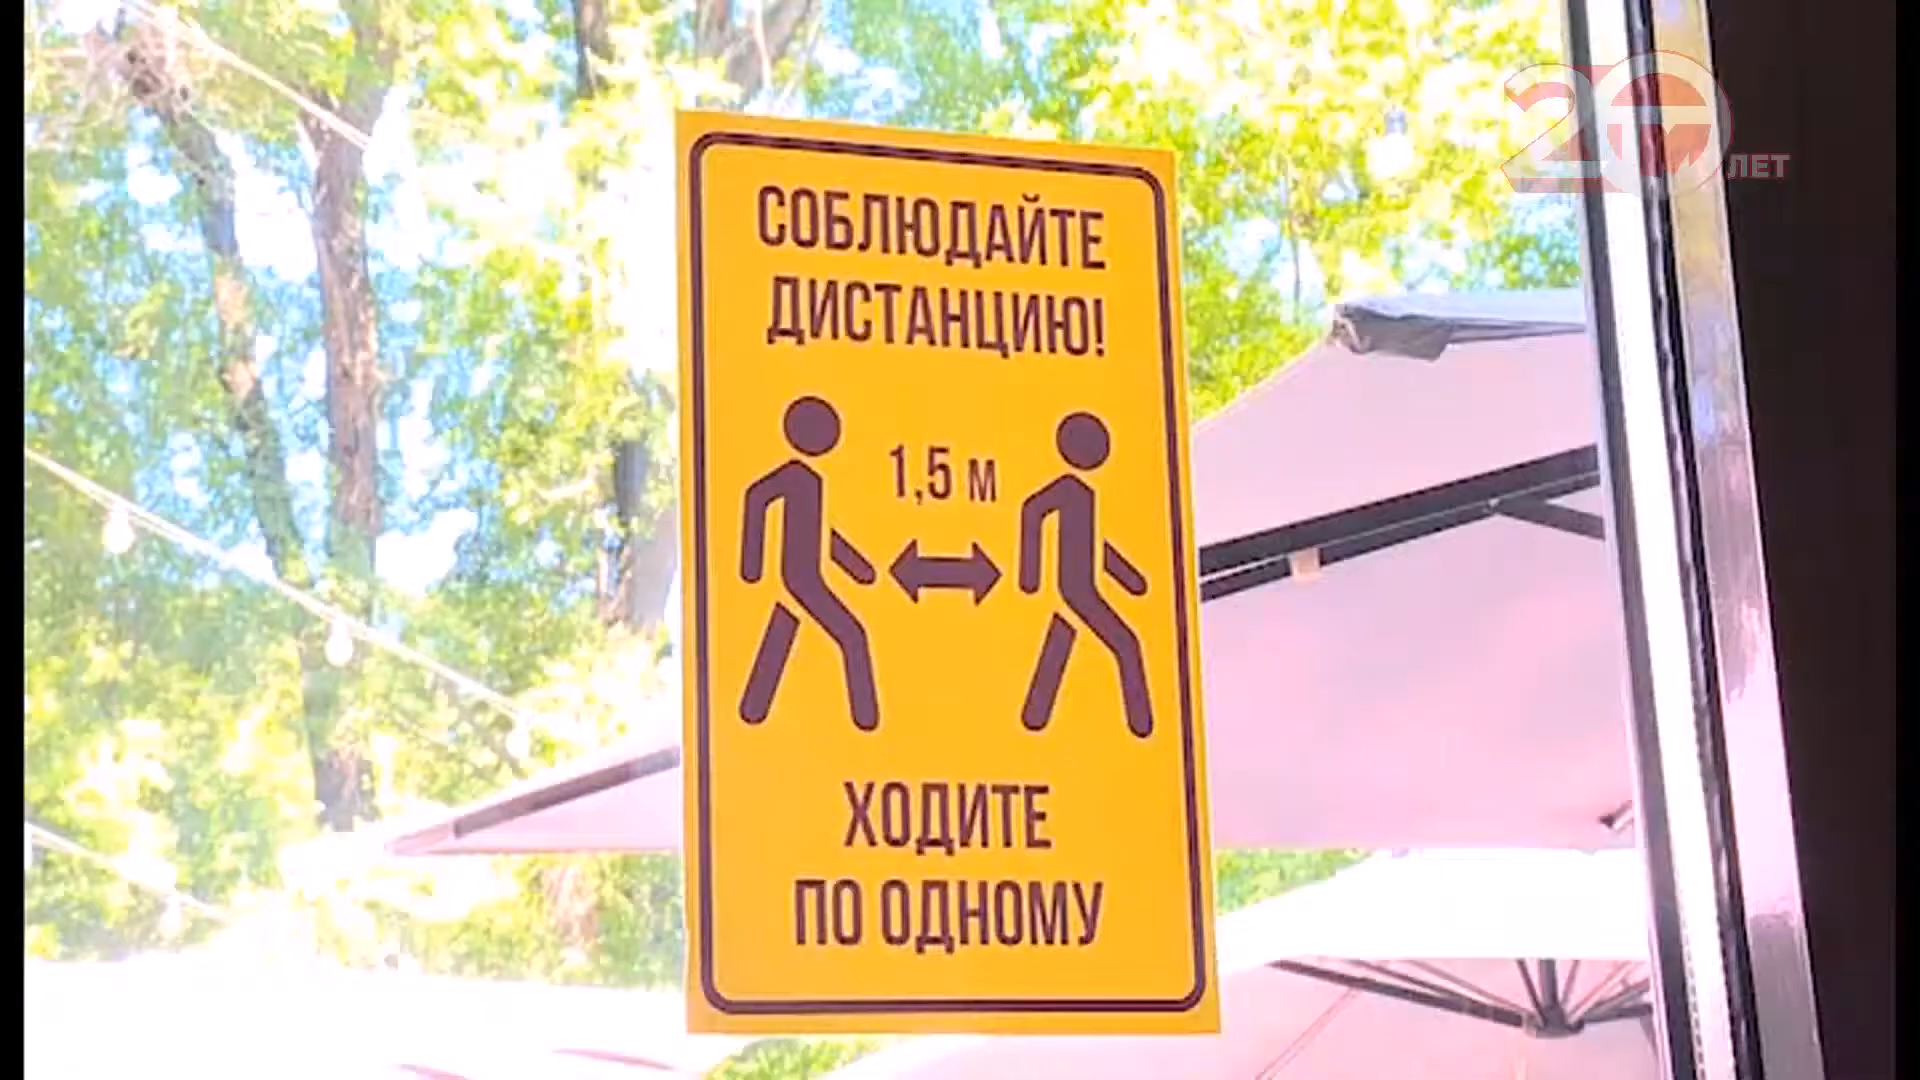 20 ЛЕТ
СОБЛЮДАЙТЕ
ДИСТАНЦИЮ!
1,5 м
ХОДИТЕ
ПО ОДНОМУ